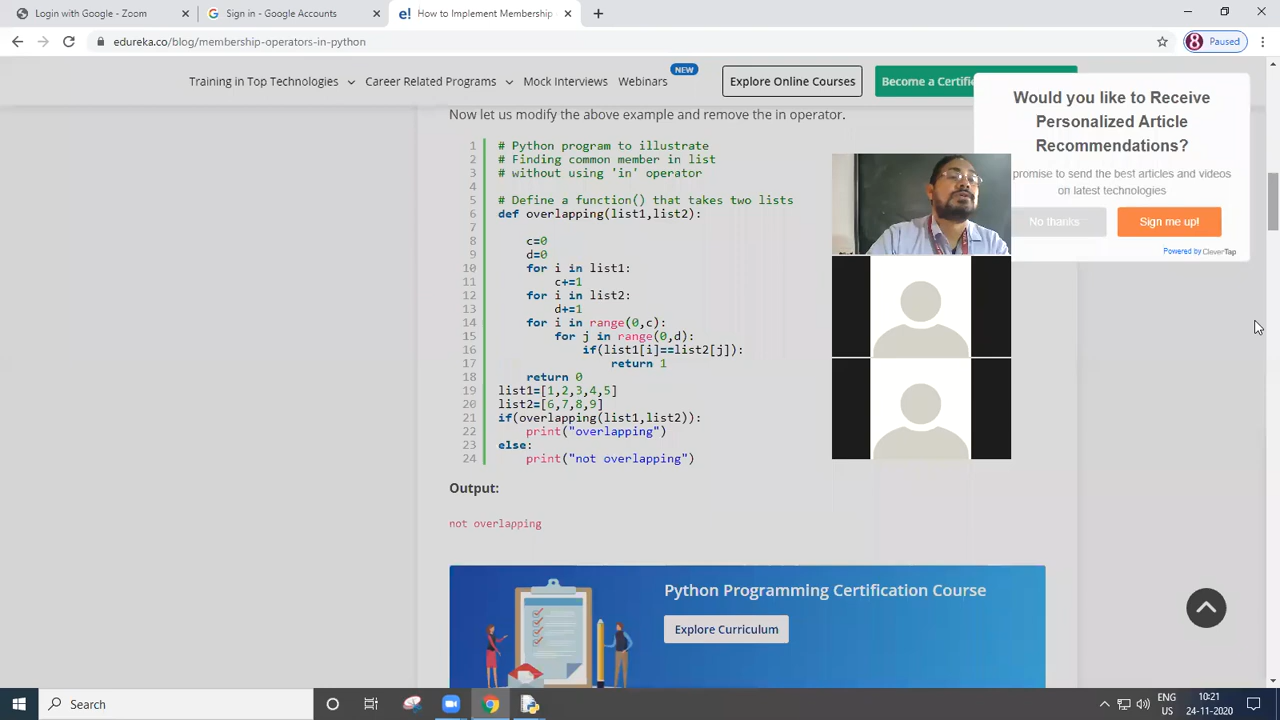 Login with Google - Zoom
Sign in - Google Accounts
e! How to Implement Membership
edureka.co/blog/membership-operators-in-python
Paused
Training in Top Technologies
Career Related Programs
Mock Interviews
Webinars
NEW
Explore Online Courses
Become a Certifie
Would you like to Receive
Personalized Article
Recommendations?
promise to send the best articles and videos
on latest technologies
No thanks
Sign me up!
Powered by CleverTap
Now let us modify the above example and remove the in operator.
1 # Python program to illustrate
2 # Finding common member in list
3 # without using 'in' operator
4
5 # Define a function() that takes two lists
6 def overlapping(list1,list2):
7
8 c=0
9 d=0
10 for i in list1:
11 c+=1
12 for i in list2:
13 d+=1
14 for i in range(0,c):
15 for j in range(0,d):
16 if(list1[i]==list2[j]):
17 return 1
18 return 0
19 list1=[1,2,3,4,5]
20 list2=[6,7,8,9]
21 if(overlapping(list1,list2)):
22 print("overlapping")
23 else:
24 print("not overlapping")
Output:
not overlapping
Python Programming Certification Course
Explore Curriculum
Search
ENG
US
10:21
24-11-2020